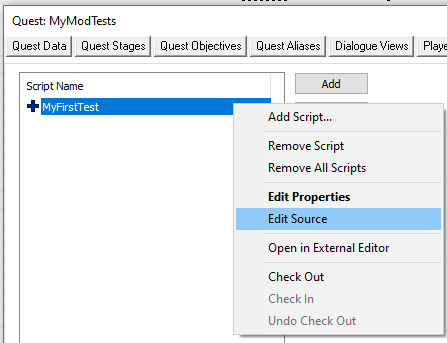 Quest: MyModTests
Quest Data Quest Stages Quest Objectives Quest Aliases Dialogue Views Playe
Script Name
Add
MyFirstTest
Add Script...
Remove Script
Remove All Scripts
Edit Properties
Edit Source
Open in External Editor
Check Out
Check In
Undo Check Out